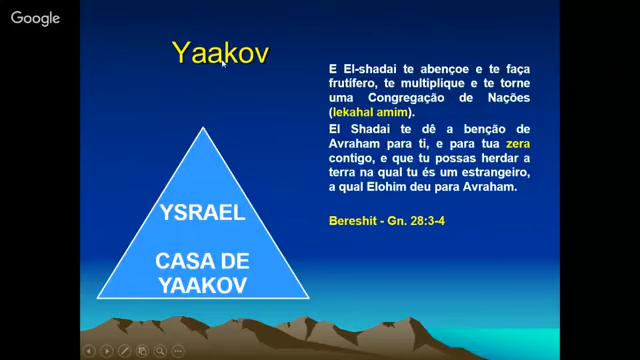 Google
Yaakov
E El-shadai te abençoe e te faça
frutífero, te multiplique e te torne
uma Congregação de Nações
(lekahal amim).
El Shadai te dê a benção de
Avraham para ti, e para tua zera
contigo, e que tu possas herdar a
terra na qual tu és um estrangeiro,
a qual Elohim deu para Avraham.
Bereshit - Gn. 28:3-4
YSRAEL
CASA DE
YAAKOV